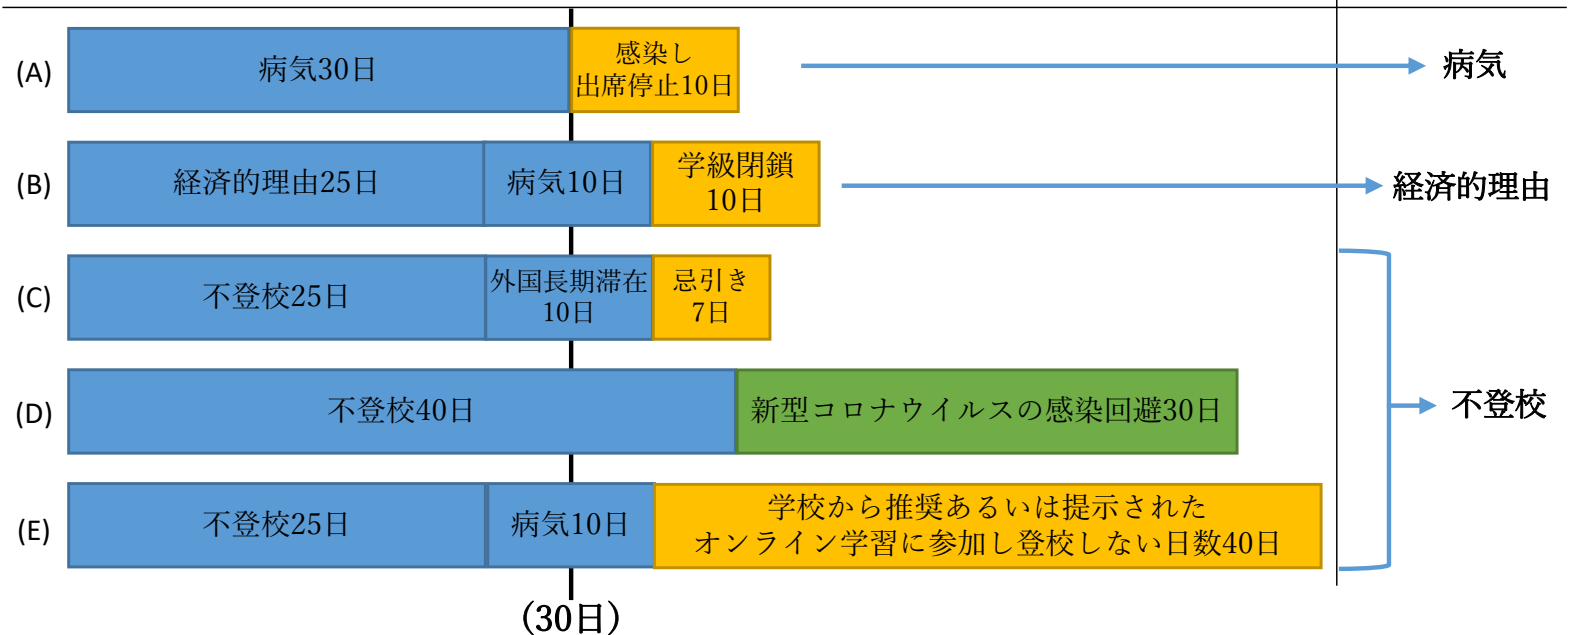 (A)
病気30日
感染し
出席停止10日
病気
(B)
経済的理由25日
病気10日
学級閉鎖
10日
経済的理由
(C)
不登校25日
外国長期滞在
10日
忌引き
7日
(D)
不登校40日
新型コロナウイルスの感染回避30日
不登校
(E)
不登校25日
病気10日
学校から推奨あるいは提示された
オンライン学習に参加し登校しない日数40日
(30日)